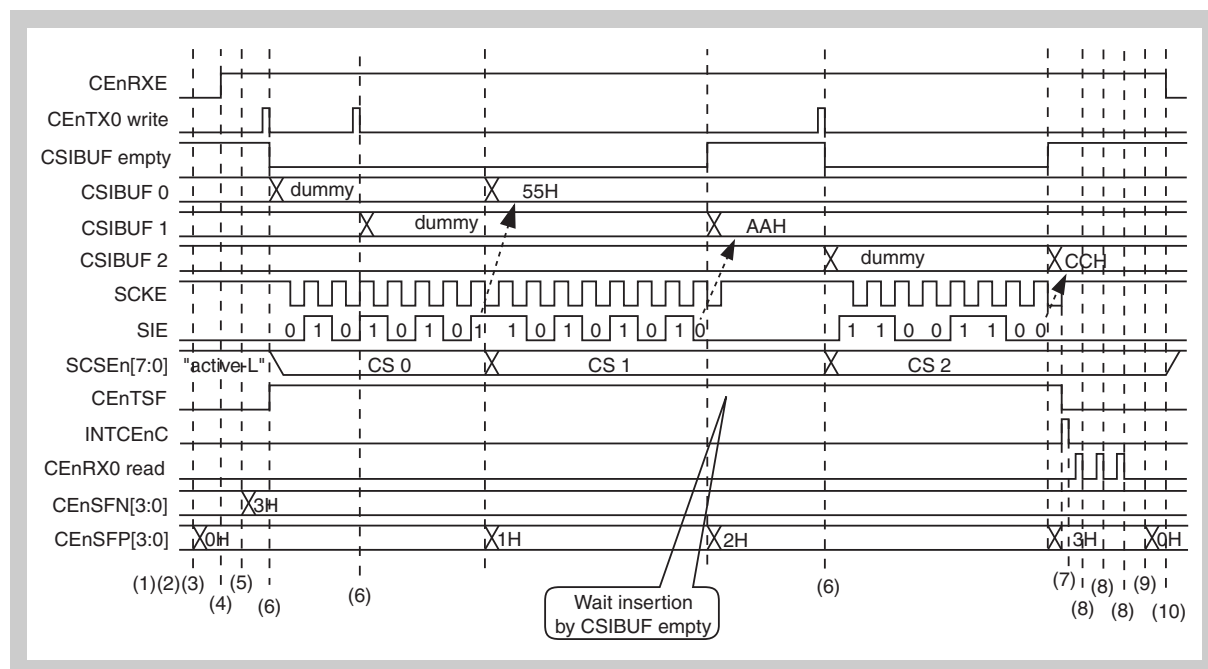 CEnRXE
CEnTX0 write
CSIBUF empty
CSIBUF 0 dummy 55H
CSIBUF 1 dummy AAH
CSIBUF 2 dummy CCH
SCKE
SIE 0 1 0 1 0 1 0 1 1 0 1 0 1 0 1 0 1 1 0 0 1 1 0 0
SCSEn[7:0] "active-L" CS 0 CS 1 CS 2
CEnTSF
INTCEnC
CEnRX0 read
CEnSFN[3:0] 3H
CEnSFP[3:0] 0H 1H 2H 3H 0H
(1)(2)(3) (5) (6) (6) (7) (8) (9)
(4) (6) (8) (8) (10)
Wait insertion
by CSIBUF empty